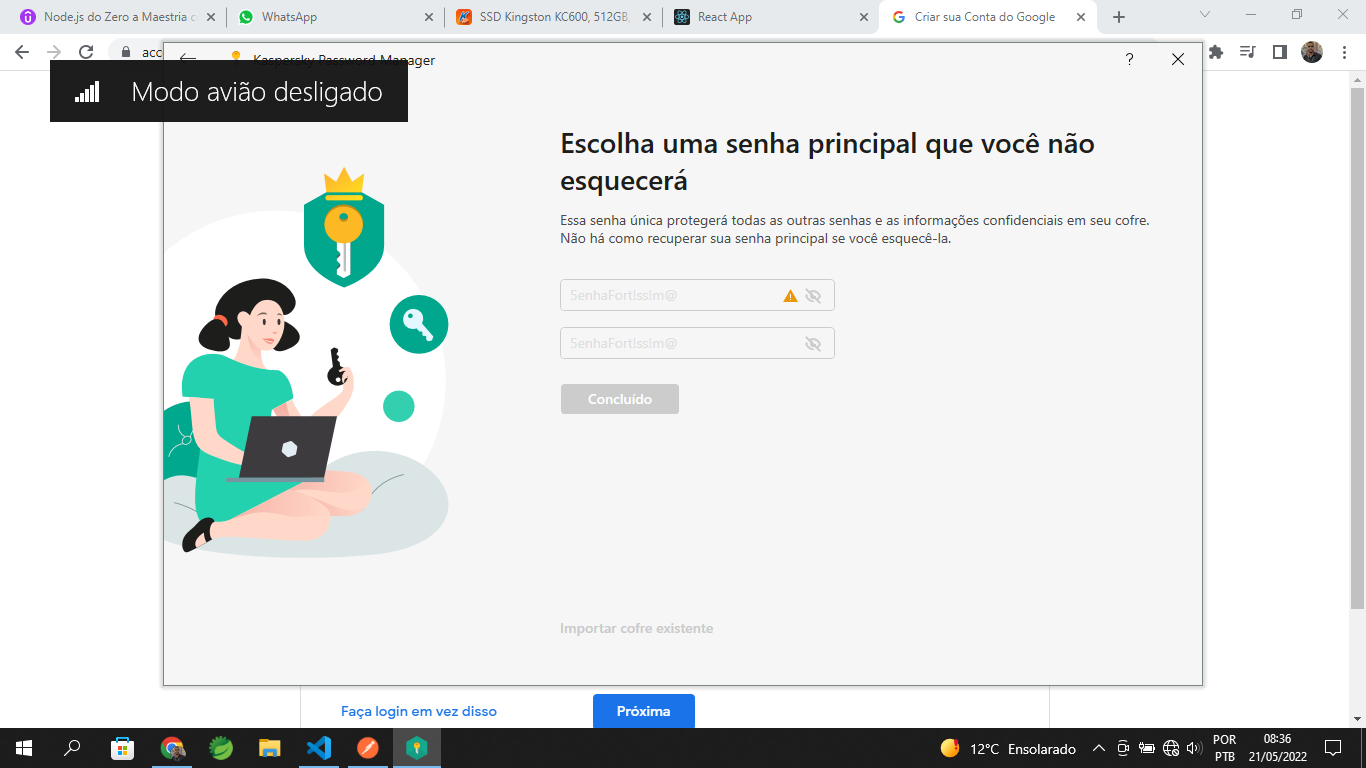 Node.js do Zero a Maestria c
WhatsApp
SSD Kingston KC600, 512GB,
React App
Criar sua Conta do Google
acc
Kaspersky Password Manager
?
Modo avião desligado
Escolha uma senha principal que você não
esquecerá
Essa senha única protegerá todas as outras senhas e as informações confidenciais em seu cofre.
Não há como recuperar sua senha principal se você esquecê-la.
5enhaFort!ss!m@
5enhaFort!ss!m@
Concluído
Importar cofre existente
Faça login em vez disso
Próxima
12°C Ensolarado
POR
PTB
08:36
21/05/2022